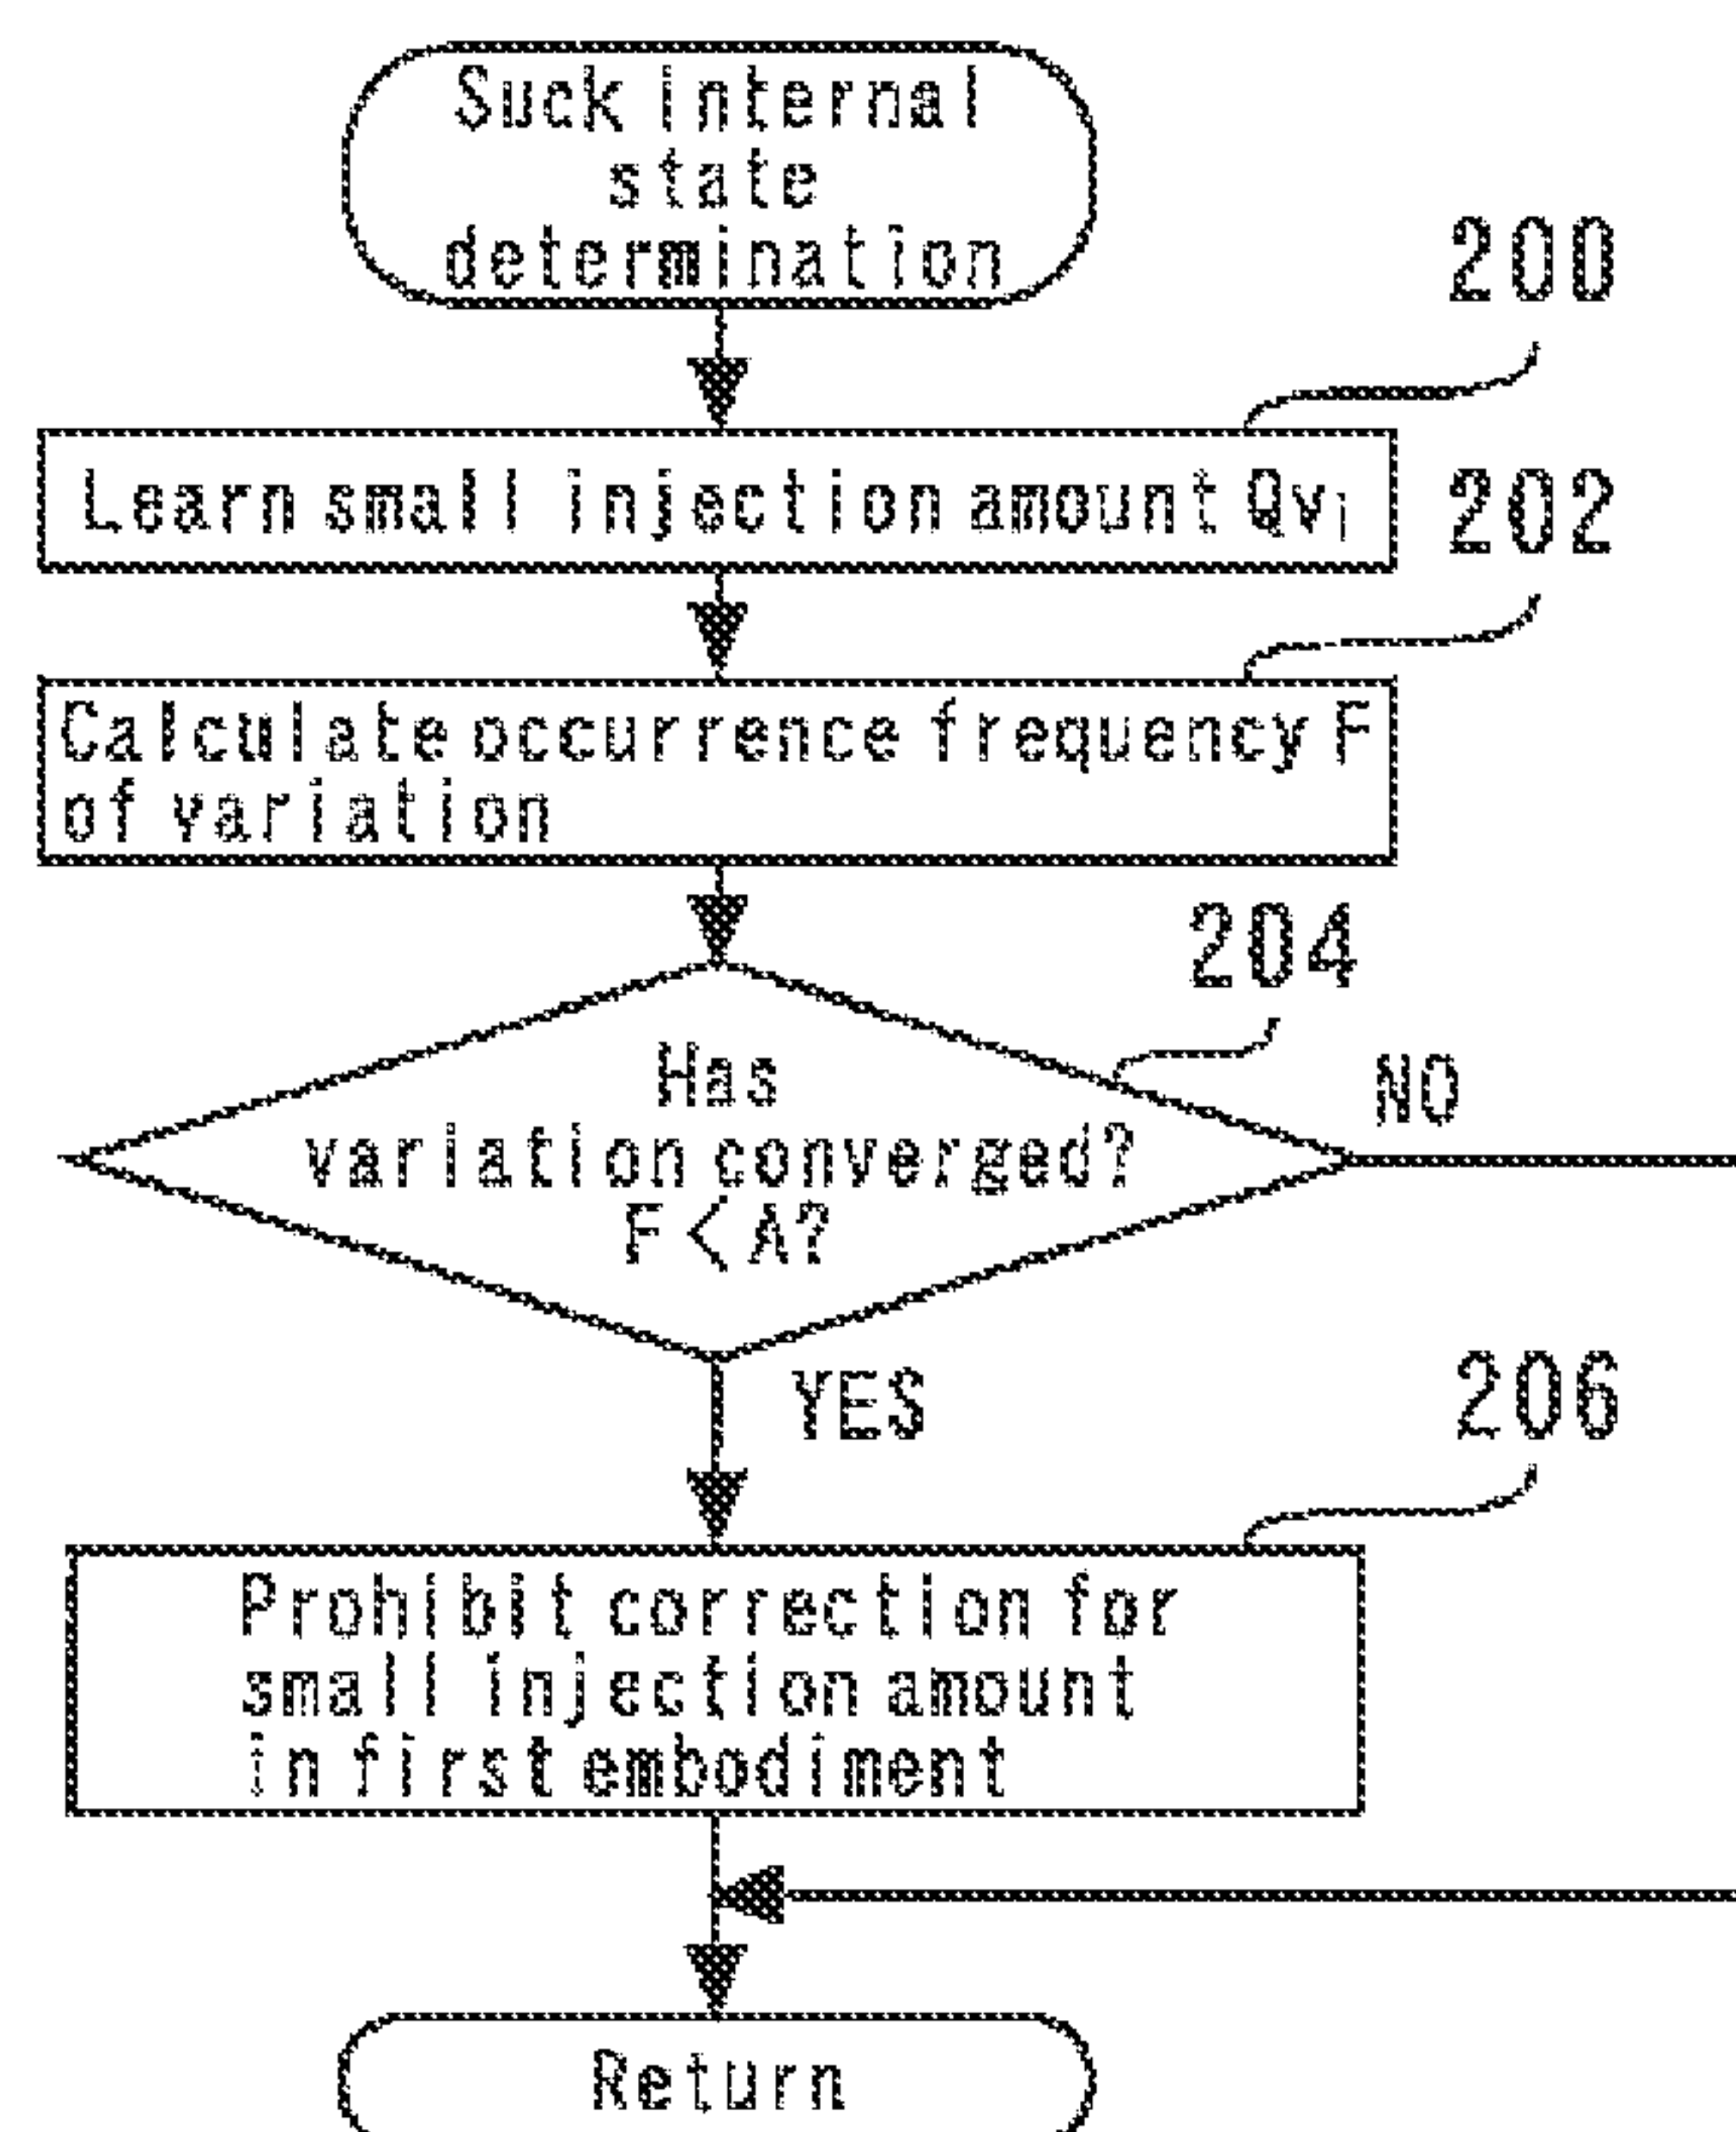 Suck internal
state
determination
200
Learn small injection amount Qvi
202
Calculate occurrence frequency F
of variation
204
Has
variation converged?
F < A?
NO
YES
206
Prohibit correction for
small injection amount
in first embodiment
Return